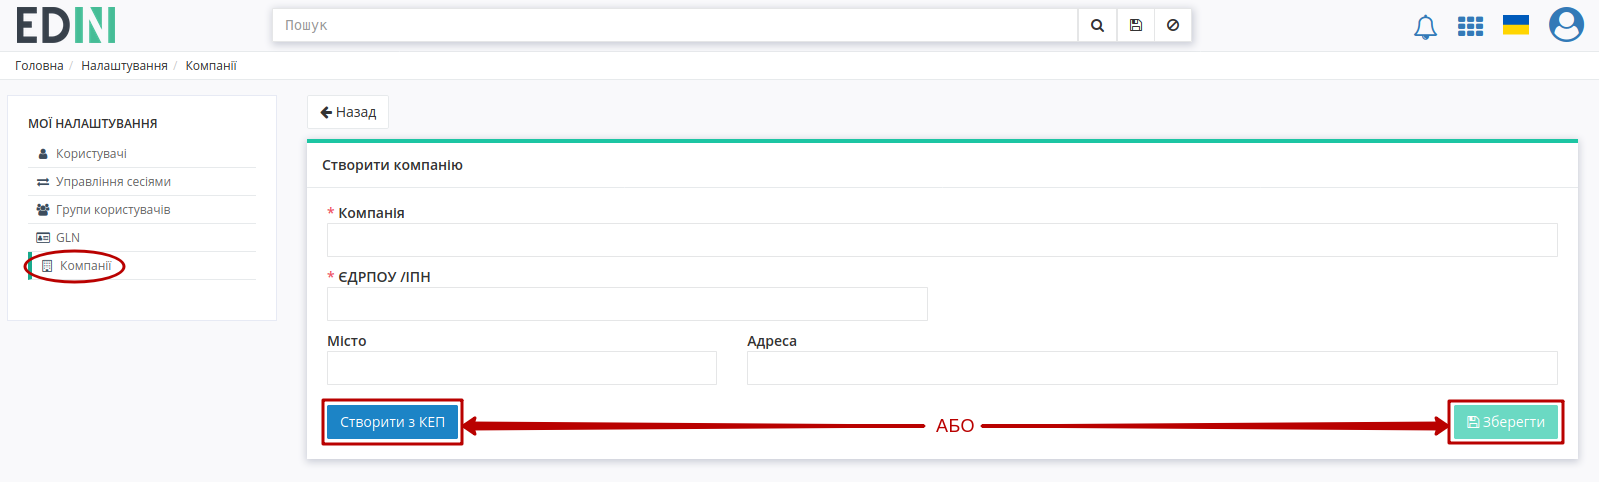 EDIN
Пошук
Головна / Налаштування / Компанії
МОЇ НАЛАШТУВАННЯ
Користувачі
Управління сесіями
Групи користувачів
GLN
Компанії
Назад
Створити компанію
* Компанія
* ЄДРПОУ /ІПН
Місто Адреса
Створити з КЕП АБО Зберегти